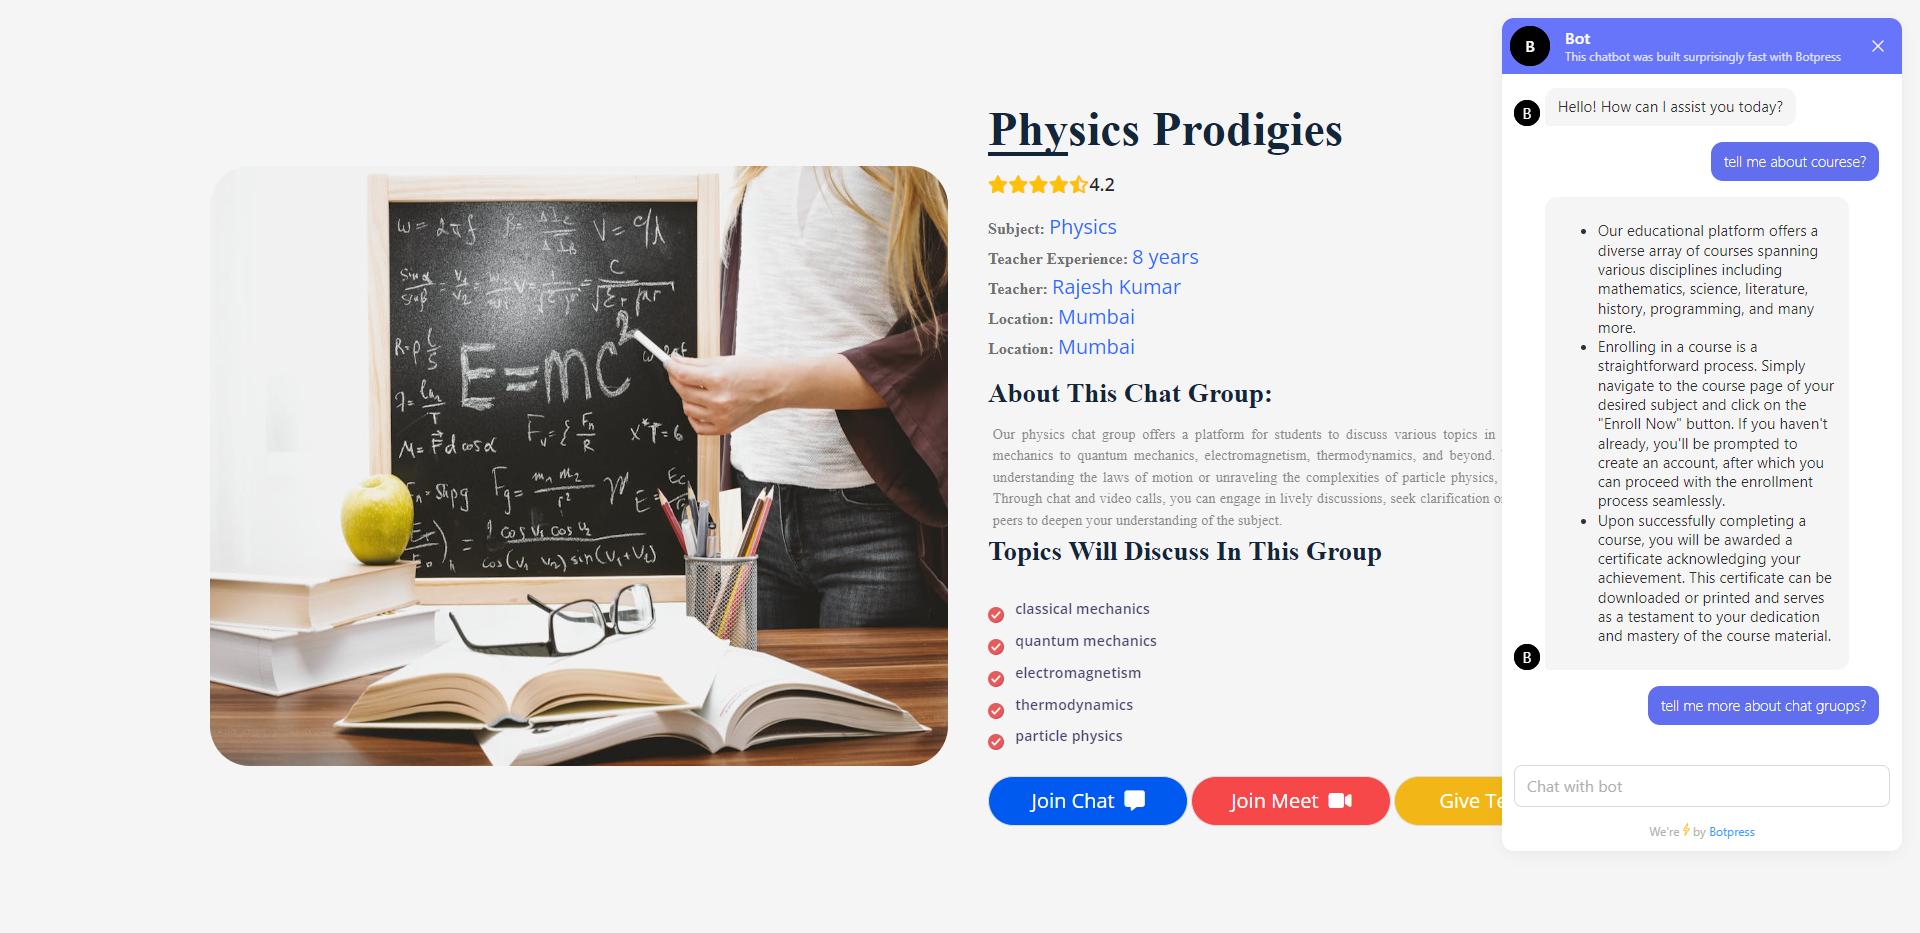 Physics Prodigies
4.2
Subject: Physics
Teacher Experience: 8 years
Teacher: Rajesh Kumar
Location: Mumbai
Location: Mumbai
About This Chat Group:
Our physics chat group offers a platform for students to discuss various topics in
mechanics to quantum mechanics, electromagnetism, thermodynamics, and beyond.
understanding the laws of motion or unraveling the complexities of particle physics,
Through chat and video calls, you can engage in lively discussions, seek clarification
peers to deepen your understanding of the subject.
Topics Will Discuss In This Group
classical mechanics
quantum mechanics
electromagnetism
thermodynamics
particle physics
Join Chat
Join Meet
Give
E=mc²
B
Bot
This chatbot was built surprisingly fast with Botpress
B
Hello! How can I assist you today?
tell me about courese?
Our educational platform offers a
diverse array of courses spanning
various disciplines including
mathematics, science, literature,
history, programming, and many
more.
Enrolling in a course is a
straightforward process. Simply
navigate to the course page of your
desired subject and click on the
"Enroll Now" button. If you haven't
already, you'll be prompted to
create an account, after which you
can proceed with the enrollment
process seamlessly.
Upon successfully completing a
course, you will be awarded a
certificate acknowledging your
achievement. This certificate can be
downloaded or printed and serves
as a testament to your dedication
and mastery of the course material.
B
tell me more about chat gruops?
Chat with bot
We're⚡by Botpress